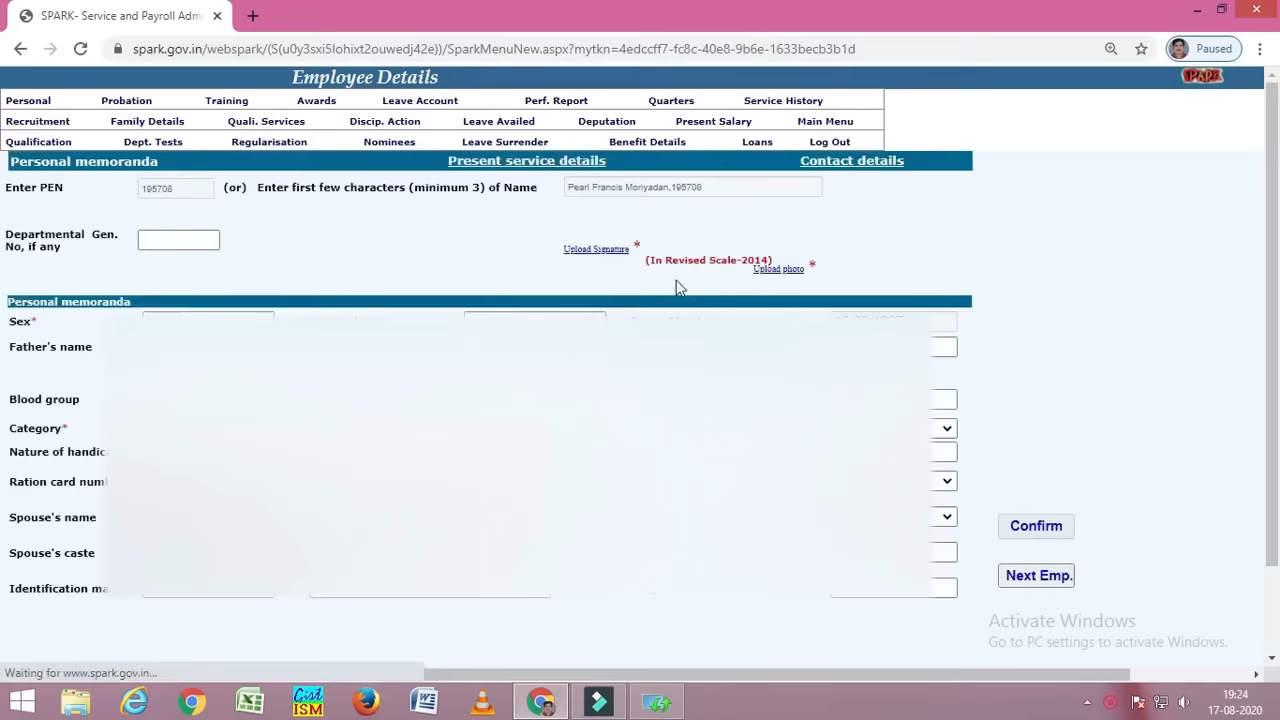 SPARK- Service and Payroll Adm
spark.gov.in/webspark/(S(u0y3sxi5lohixt2ouwedj42e))/SparkMenuNew.aspx?mytkn=4edccff7-fc8c-40e8-9b6e-1633becb3b1d
Paused
Employee Details
SPARK
Personal Probation Training Awards Leave Account Perf. Report Quarters Service History
Recruitment Family Details Quali. Services Discip. Action Leave Availed Deputation Present Salary Main Menu
Qualification Dept. Tests Regularisation Nominees Leave Surrender Benefit Details Loans Log Out
Personal memoranda Present service details Contact details
Enter PEN 195708 (or) Enter first few characters (minimum 3) of Name Pearl Francis Moriyadan,195708
Departmental Gen. No, if any
Upload Signature *
(In Revised Scale-2014)
Upload photo *
Personal memoranda
Sex*
Father's name
Blood group
Category*
Nature of handic
Ration card num
Spouse's name
Spouse's caste
Identification ma
Confirm
Next Emp.
Activate Windows
Go to PC settings to activate Windows.
Waiting for www.spark.gov.in...
Gist
ISM
19:24
17-08-2020